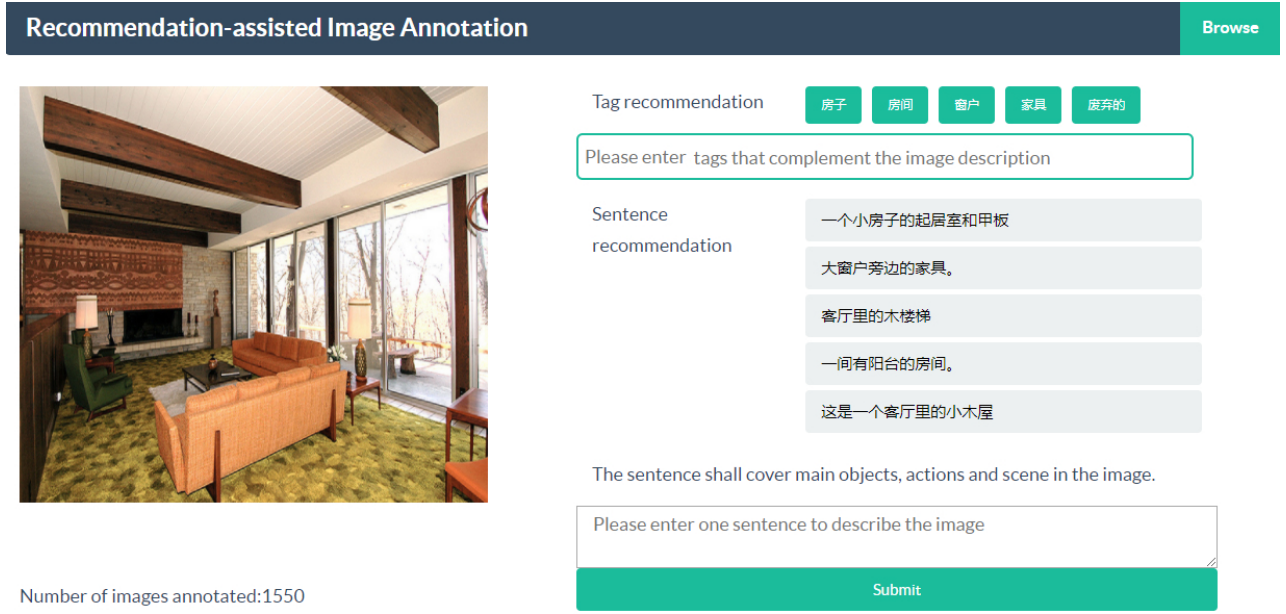 Recommendation-assisted Image Annotation
Browse
Tag recommendation
房子
房间
窗户
家具
废弃的
Please enter tags that complement the image description
Sentence
recommendation
一个小房子的起居室和甲板
大窗户旁边的家具。
客厅里的木楼梯
一间有阳台的房间。
这是一个客厅里的小木屋
The sentence shall cover main objects, actions and scene in the image.
Please enter one sentence to describe the image
Submit
Number of images annotated:1550